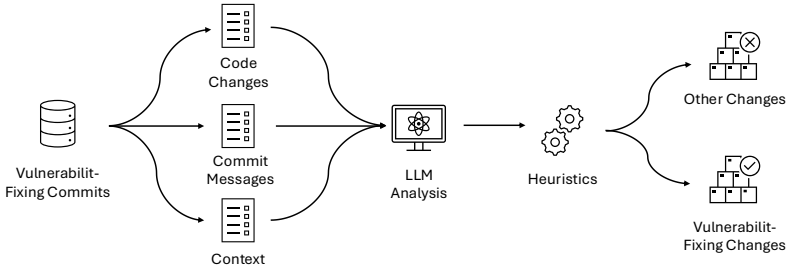 Vulnerabilit-
Fixing Commits
Code
Changes
Commit
Messages
Context
LLM
Analysis
Heuristics
Other Changes
Vulnerabilit-
Fixing Changes